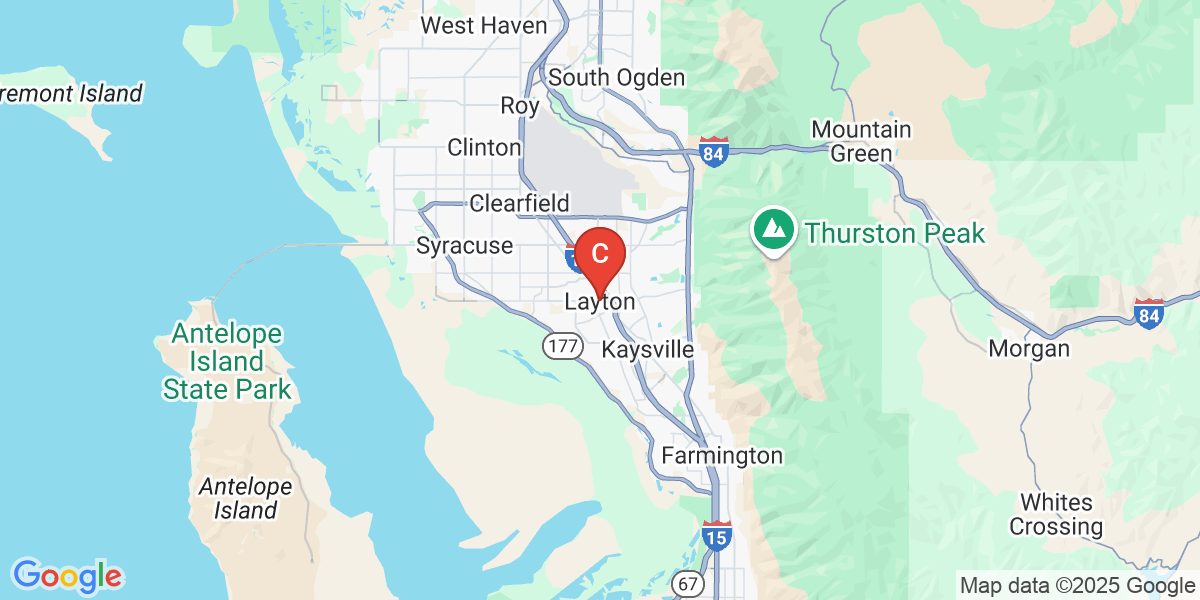 West Haven
South Ogden
remont Island
Roy
Mountain
Green
84
Clinton
Clearfield
Thurston Peak
Syracuse
C
Layton
84
Antelope
Island
State Park
177
Kaysville
Morgan
Farmington
Antelope
Island
Whites
Crossing
15
67
Google
Map data ©2025 Google